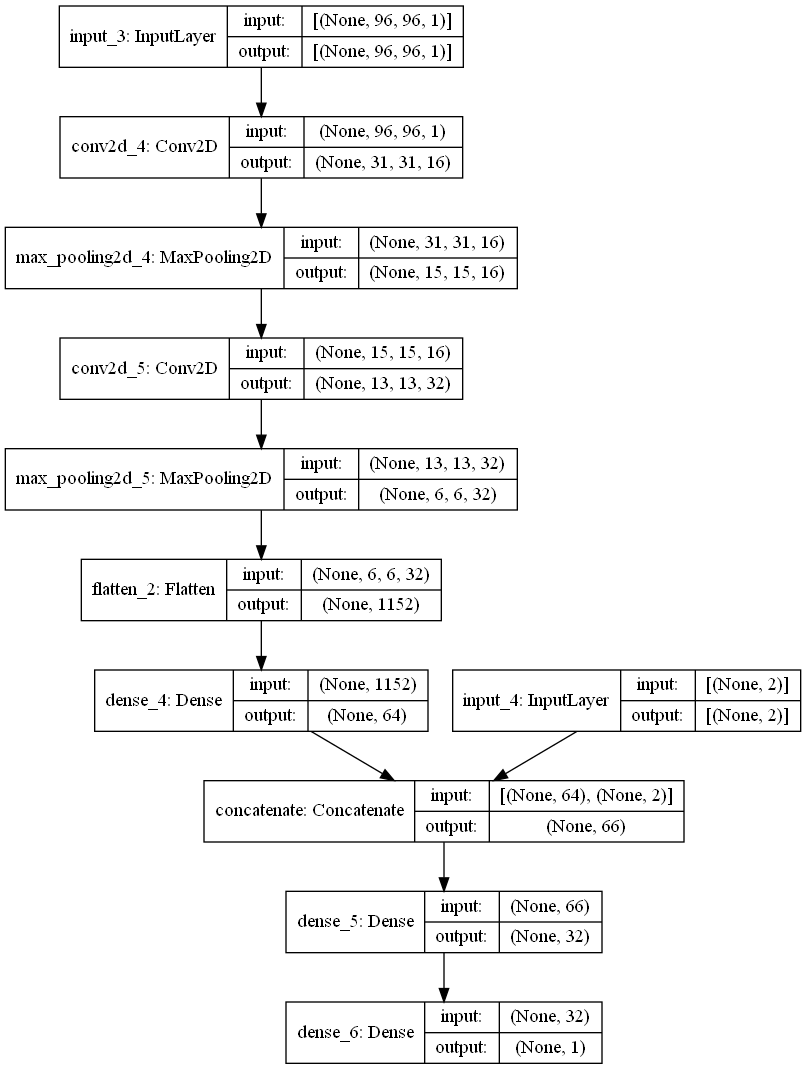 input_3: InputLayer
input:
[(None, 96, 96, 1)]
output:
[(None, 96, 96, 1)]
conv2d_4: Conv2D
input:
(None, 96, 96, 1)
output:
(None, 31, 31, 16)
max_pooling2d_4: MaxPooling2D
input:
(None, 31, 31, 16)
output:
(None, 15, 15, 16)
conv2d_5: Conv2D
input:
(None, 15, 15, 16)
output:
(None, 13, 13, 32)
max_pooling2d_5: MaxPooling2D
input:
(None, 13, 13, 32)
output:
(None, 6, 6, 32)
flatten_2: Flatten
input:
(None, 6, 6, 32)
output:
(None, 1152)
dense_4: Dense
input:
(None, 1152)
output:
(None, 64)
input_4: InputLayer
input:
[(None, 2)]
output:
[(None, 2)]
concatenate: Concatenate
input:
[(None, 64), (None, 2)]
output:
(None, 66)
dense_5: Dense
input:
(None, 66)
output:
(None, 32)
dense_6: Dense
input:
(None, 32)
output:
(None, 1)